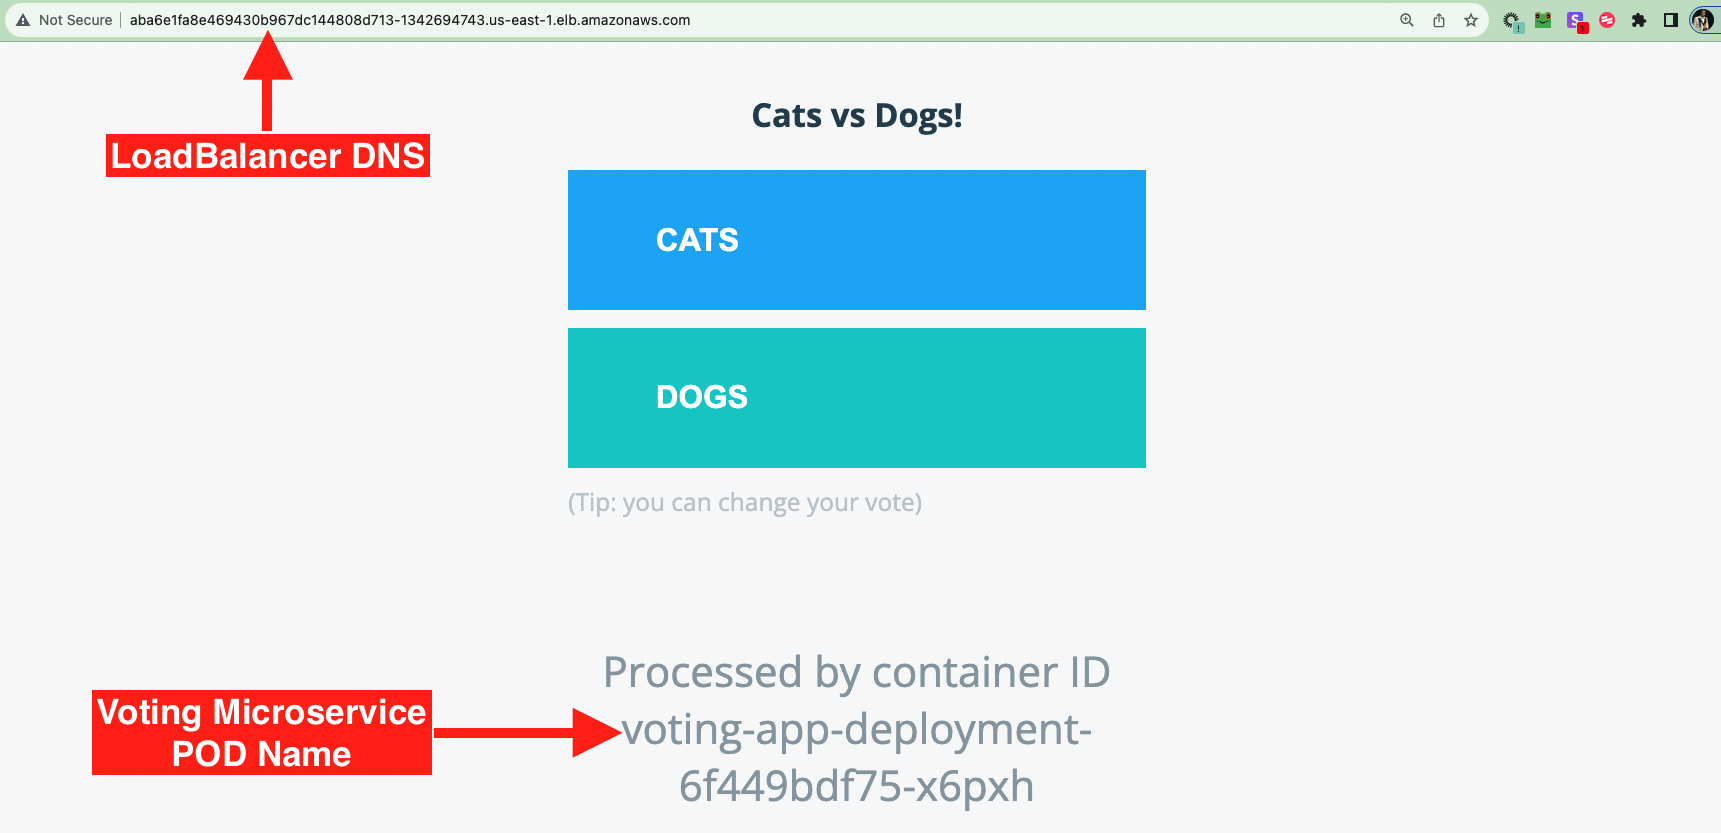 Not Secure | aba6e1fa8e469430b967dc144808d713-1342694743.us-east-1.elb.amazonaws.com
LoadBalancer DNS
Cats vs Dogs!
CATS
DOGS
(Tip: you can change your vote)
Processed by container ID
Voting Microservice
POD Name
voting-app-deployment-
6f449bdf75-x6pxh